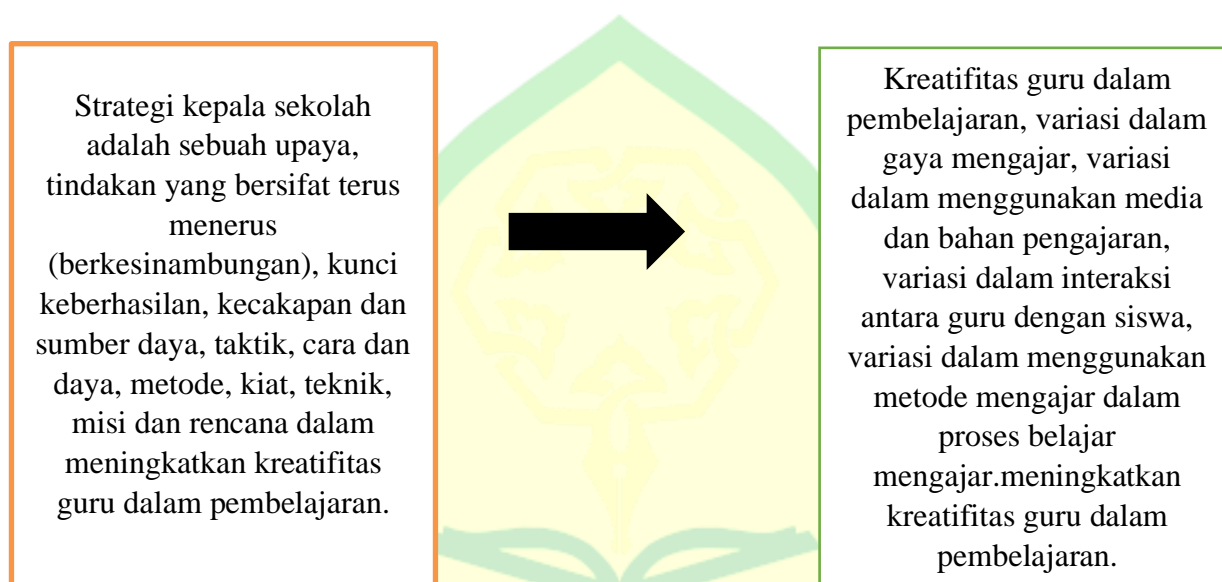 Strategi kepala sekolah
adalah sebuah upaya,
tindakan yang bersifat terus
menerus
(berkesinambungan), kunci
keberhasilan, kecakapan dan
sumber daya, taktik, cara dan
daya, metode, kiat, teknik,
misi dan rencana dalam
meningkatkan kreatifitas
guru dalam pembelajaran.
Kreatifitas guru dalam
pembelajaran, variasi dalam
gaya mengajar, variasi
dalam menggunakan media
dan bahan pengajaran,
variasi dalam interaksi
antara guru dengan siswa,
variasi dalam menggunakan
metode mengajar dalam
proses belajar
mengajar.meningkatkan
kreatifitas guru dalam
pembelajaran.